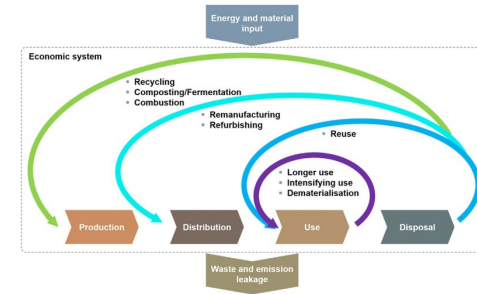 Energy and material
input
Economic system
Recycling
Composting/Fermentation
Combustion
Remanufacturing
Refurbishing
Reuse
Longer use
Intensifying use
Dematerialisation
Production
Distribution
Use
Disposal
Waste and emission
leakage